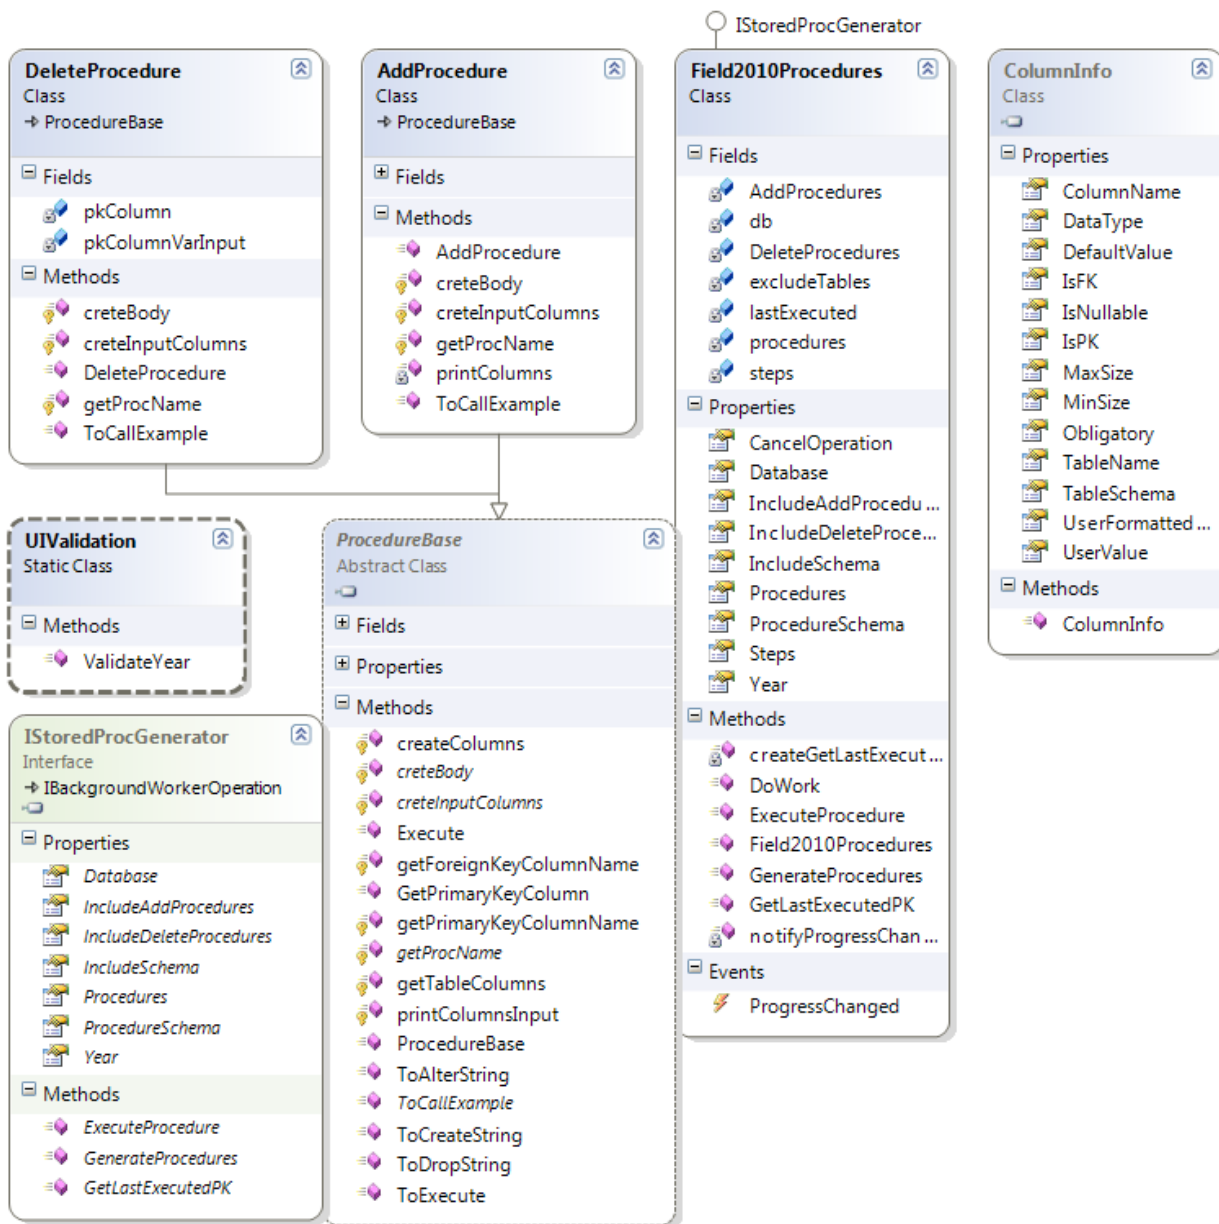 IStoredProcGenerator
DeleteProcedure
Class
ProcedureBase
Fields
pkColumn
pkColumnVarInput
Methods
creteBody
creteInputColumns
DeleteProcedure
getProcName
ToCallExample
AddProcedure
Class
ProcedureBase
Fields
Methods
AddProcedure
creteBody
creteInputColumns
getProcName
printColumns
ToCallExample
Field2010Procedures
Class
Fields
AddProcedures
db
DeleteProcedures
excludeTables
lastExecuted
procedures
steps
Properties
CancelOperation
Database
IncludeAddProcedu...
IncludeDeleteProce...
IncludeSchema
Procedures
ProcedureSchema
Steps
Year
Methods
createGetLastExecut...
DoWork
ExecuteProcedure
Field2010Procedures
GenerateProcedures
GetLastExecutedPK
notifyProgressChan...
Events
ProgressChanged
ColumnInfo
Class
Properties
ColumnName
DataType
DefaultValue
IsFK
IsNullable
IsPK
MaxSize
MinSize
Obligatory
TableName
TableSchema
UserFormatted...
UserValue
Methods
ColumnInfo
UIValidation
Static Class
Methods
ValidateYear
ProcedureBase
Abstract Class
Fields
Properties
Methods
createColumns
creteBody
creteInputColumns
Execute
getForeignKeyColumnName
GetPrimaryKeyColumn
getPrimaryKeyColumnName
getProcName
getTableColumns
printColumnsInput
ProcedureBase
ToAlterString
ToCallExample
ToCreateString
ToDropString
ToExecute
IStoredProcGenerator
Interface
IBackgroundWorkerOperation
Properties
Database
IncludeAddProcedures
IncludeDeleteProcedures
IncludeSchema
Procedures
ProcedureSchema
Year
Methods
ExecuteProcedure
GenerateProcedures
GetLastExecutedPK